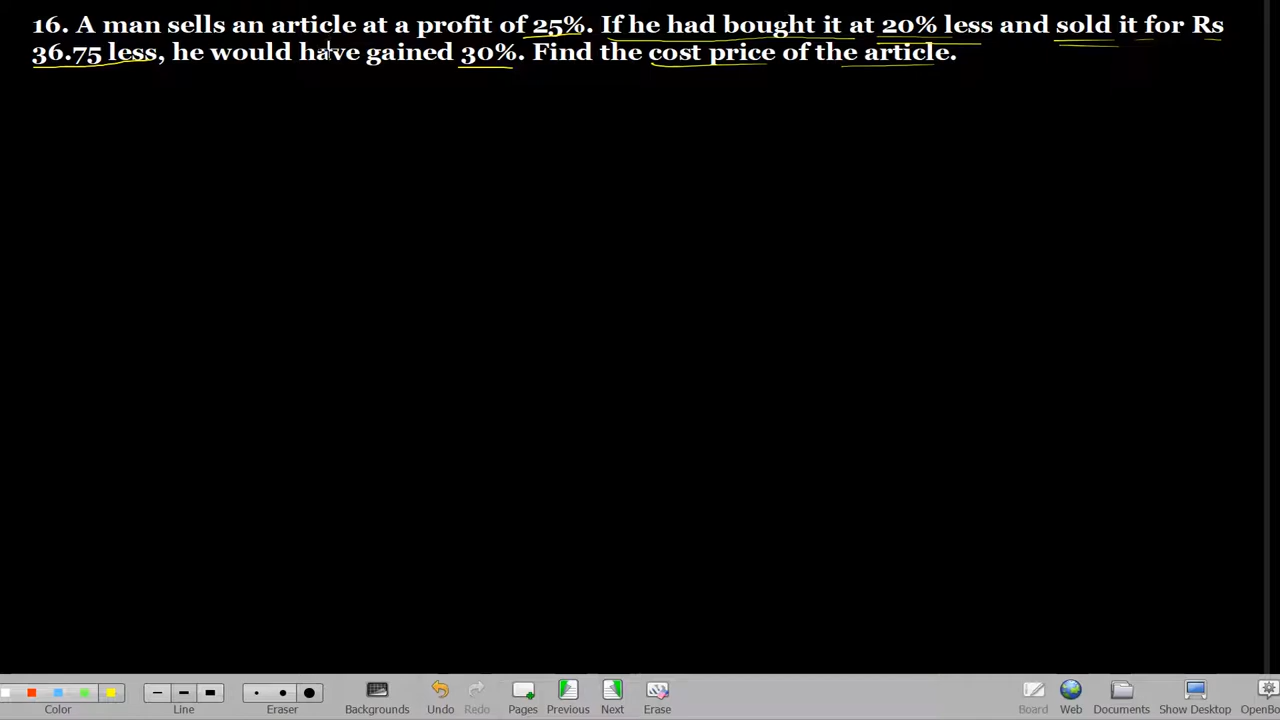 16. A man sells an article at a profit of 25%. If he had bought it at 20% less and sold it for Rs
36.75 less, he would have gained 30%. Find the cost price of the article.
Color
Line
Eraser
Backgrounds
Undo
Redo
Pages
Previous
Next
Erase
Board
Web
Documents
Show Desktop
OpenBo